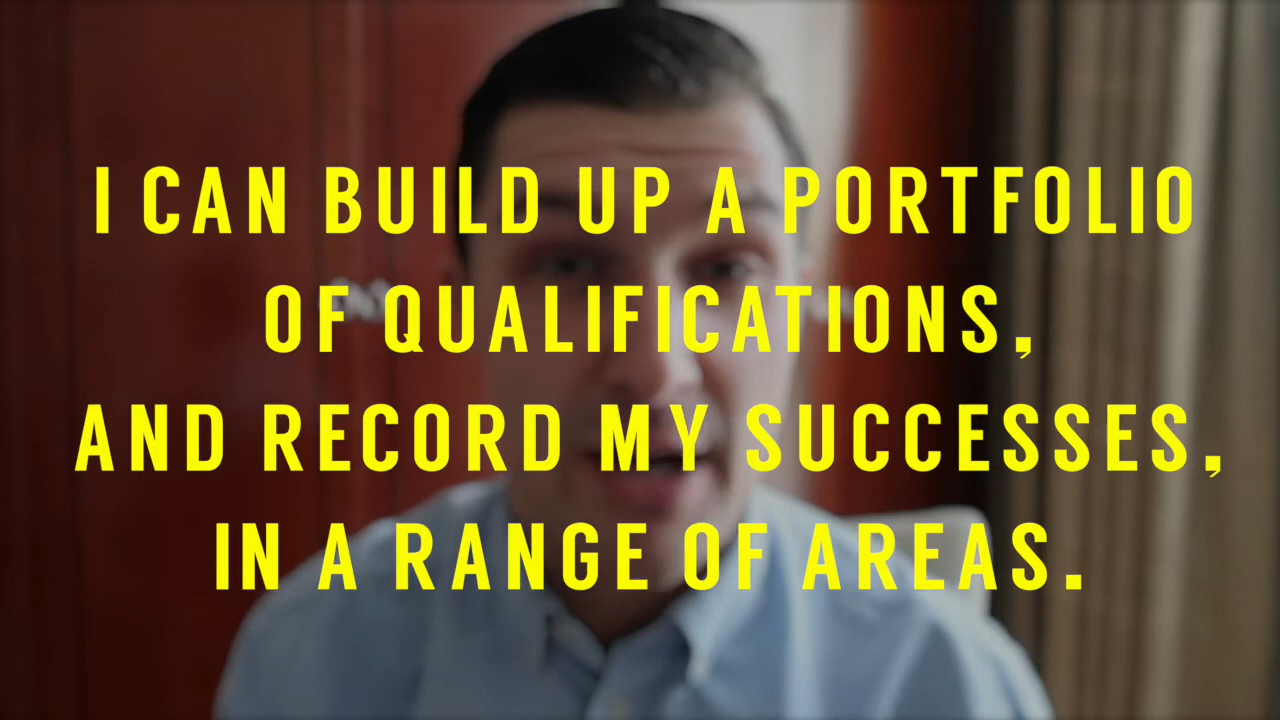 I CAN BUILD UP A PORTFOLIO
OF QUALIFICATIONS,
AND RECORD MY SUCCESSES,
IN A RANGE OF AREAS.